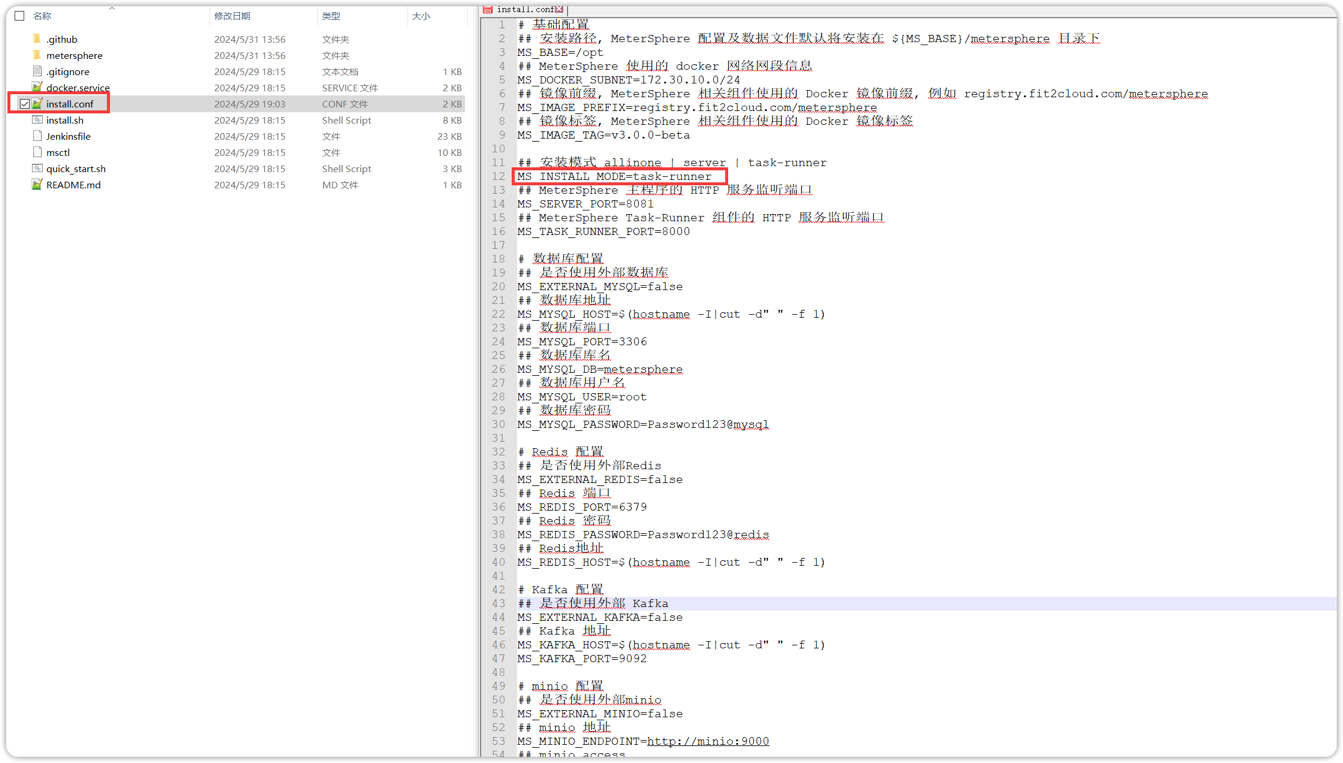 名称 修改日期 类型 大小
.github 2024/5/31 13:56 文件夹
metersphere 2024/5/31 13:56 文件夹
.gitignore 2024/5/29 18:15 文本文档 1 KB
docker.service 2024/5/29 18:15 SERVICE 文件 2 KB
install.conf 2024/5/29 19:03 CONF 文件 2 KB
install.sh 2024/5/29 18:15 Shell Script 8 KB
Jenkinsfile 2024/5/29 18:15 文件 23 KB
msctl 2024/5/29 18:15 文件 10 KB
quick_start.sh 2024/5/29 18:15 Shell Script 3 KB
README.md 2024/5/29 18:15 MD 文件 1 KB
install.conf
1 # 基础配置
2 ## 安装路径, MeterSphere 配置及数据文件默认将安装在 ${MS_BASE}/metersphere 目录下
3 MS_BASE=/opt
4 ## MeterSphere 使用的 docker 网络网段信息
5 MS_DOCKER_SUBNET=172.30.10.0/24
6 ## 镜像前缀, MeterSphere 相关组件使用的 Docker 镜像前缀, 例如 registry.fit2cloud.com/metersphere
7 MS_IMAGE_PREFIX=registry.fit2cloud.com/metersphere
8 ## 镜像标签, MeterSphere 相关组件使用的 Docker 镜像标签
9 MS_IMAGE_TAG=v3.0.0-beta
10
11 ## 安装模式 allinone | server | task-runner
12 MS_INSTALL_MODE=task-runner
13 ## MeterSphere 主程序的 HTTP 服务监听端口
14 MS_SERVER_PORT=8081
15 ## MeterSphere Task-Runner 组件的 HTTP 服务监听端口
16 MS_TASK_RUNNER_PORT=8000
17
18 # 数据库配置
19 ## 是否使用外部数据库
20 MS_EXTERNAL_MYSQL=false
21 ## 数据库地址
22 MS_MYSQL_HOST=$(hostname -I|cut -d" " -f 1)
23 ## 数据库端口
24 MS_MYSQL_PORT=3306
25 ## 数据库库名
26 MS_MYSQL_DB=metersphere
27 ## 数据库用户名
28 MS_MYSQL_USER=root
29 ## 数据库密码
30 MS_MYSQL_PASSWORD=Password123@mysql
31
32 # Redis 配置
33 ## 是否使用外部Redis
34 MS_EXTERNAL_REDIS=false
35 ## Redis 端口
36 MS_REDIS_PORT=6379
37 ## Redis 密码
38 MS_REDIS_PASSWORD=Password123@redis
39 ## Redis地址
40 MS_REDIS_HOST=$(hostname -I|cut -d" " -f 1)
41
42 # Kafka 配置
43 ## 是否使用外部 Kafka
44 MS_EXTERNAL_KAFKA=false
45 ## Kafka 地址
46 MS_KAFKA_HOST=$(hostname -I|cut -d" " -f 1)
47 MS_KAFKA_PORT=9092
48
49 # minio 配置
50 ## 是否使用外部minio
51 MS_EXTERNAL_MINIO=false
52 ## minio 地址
53 MS_MINIO_ENDPOINT=http://minio:9000
54 ## minio access